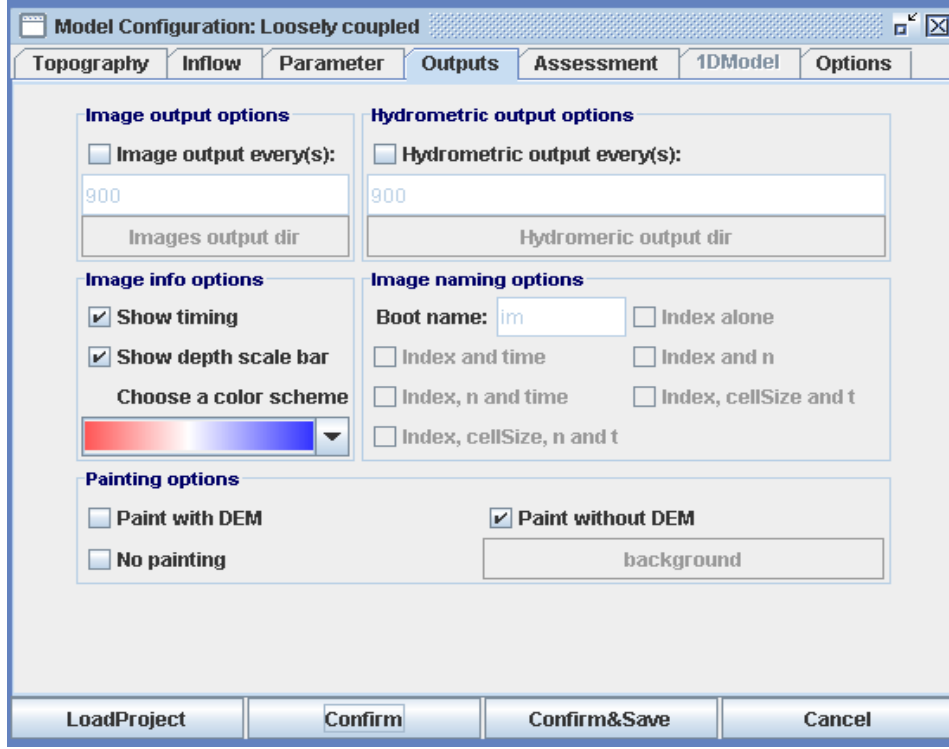 Model Configuration: Loosely coupled
Topography Inflow Parameter Outputs Assessment 1DModel Options
Image output options Hydrometric output options
Image output every(s): Hydrometric output every(s):
900 900
Images output dir Hydromeric output dir
Image info options Image naming options
Show timing Boot name: im Index alone
Show depth scale bar Index and time Index and n
Choose a color scheme Index, n and time Index, cellSize and t
Index, cellSize, n and t
Painting options
Paint with DEM Paint without DEM
No painting background
LoadProject Confirm Confirm&Save Cancel